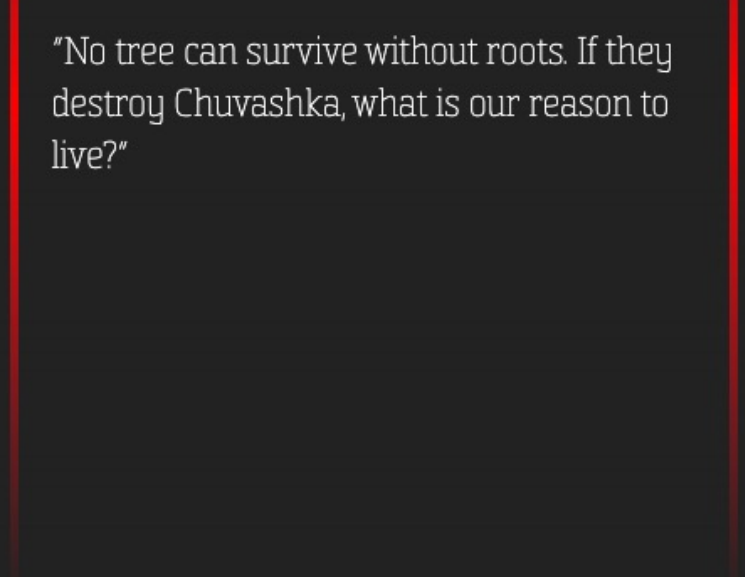 "No tree can survive without roots. If they
destroy Chuvashka, what is our reason to
live?"